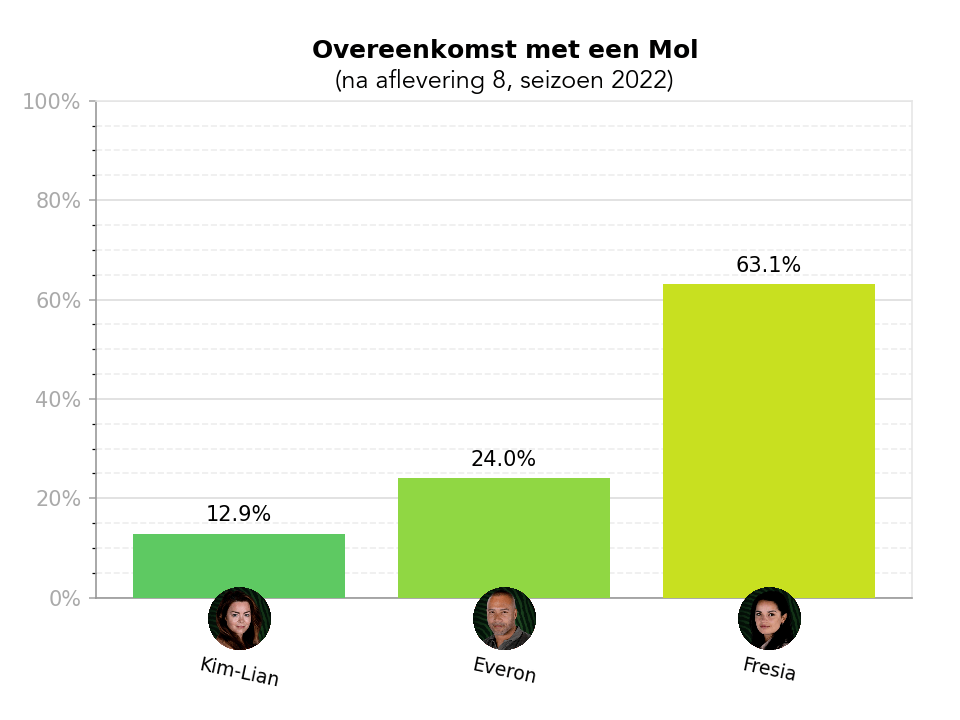 Overeenkomst met een Mol
(na aflevering 8, seizoen 2022)
100%
80%
60%
40%
20%
0%
12.9%
24.0%
63.1%
Kim-Lian
Everon
Fresia